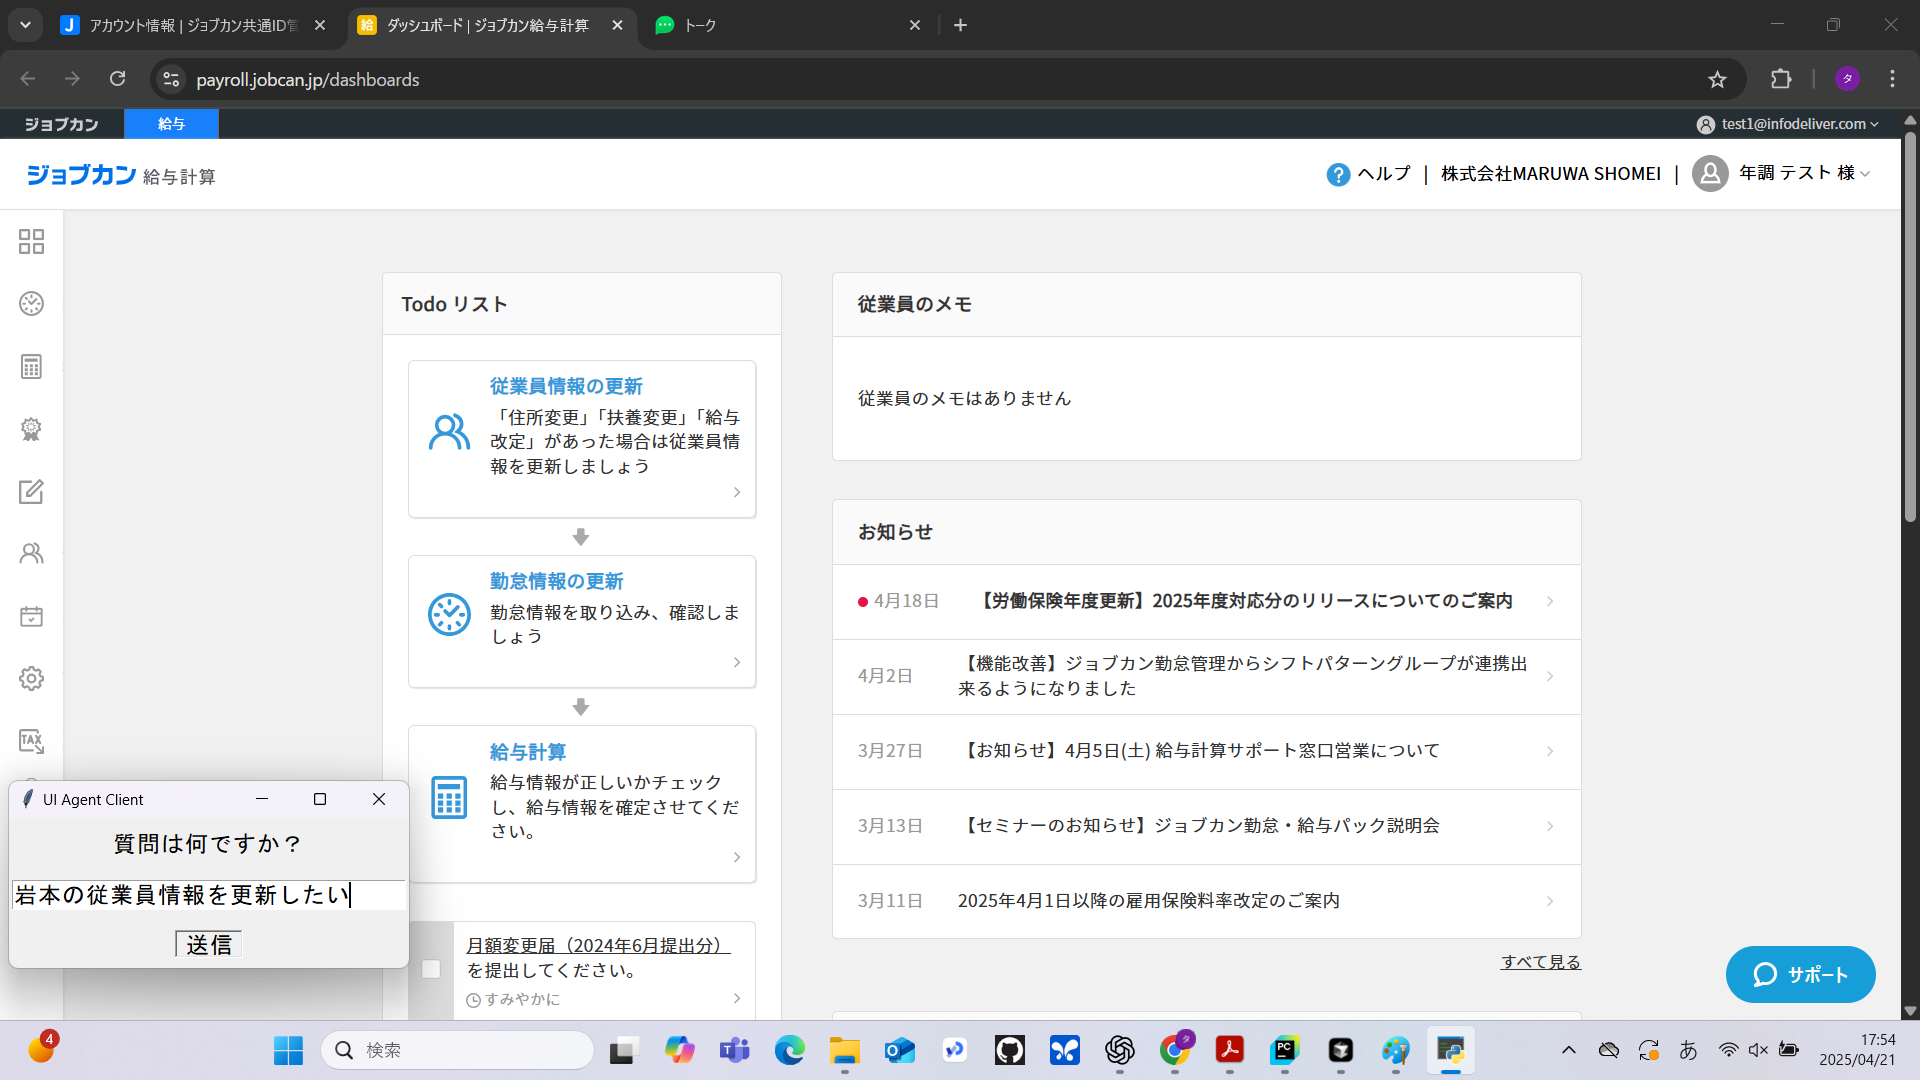 アカウント情報 | ジョブカン共通ID管
ダッシュボード | ジョブカン給与計算
トーク
payroll.jobcan.jp/dashboards
タ
ジョブカン
給与
test1@infodeliver.com
ジョブカン 給与計算
ヘルプ | 株式会社MARUWA SHOMEI | 年調 テスト 様
Todo リスト
従業員情報の更新
「住所変更」「扶養変更」「給与
改定」があった場合は従業員情
報を更新しましょう
勤怠情報の更新
勤怠情報を取り込み、確認しま
しょう
給与計算
給与情報が正しいかチェック
し、給与情報を確定させてくだ
さい。
月額変更届（2024年6月提出分）
を提出してください。
すみやかに
従業員のメモ
従業員のメモはありません
お知らせ
4月18日 【労働保険年度更新】2025年度対応分のリリースについてのご案内
4月2日 【機能改善】ジョブカン勤怠管理からシフトパターングループが連携出
来るようになりました
3月27日 【お知らせ】4月5日(土) 給与計算サポート窓口営業について
3月13日 【セミナーのお知らせ】ジョブカン勤怠・給与パック説明会
3月11日 2025年4月1日以降の雇用保険料率改定のご案内
すべて見る
サポート
TAX
UI Agent Client
質問は何ですか？
岩本の従業員情報を更新したい
送信
4
検索
タ
あ
17:54
2025/04/21